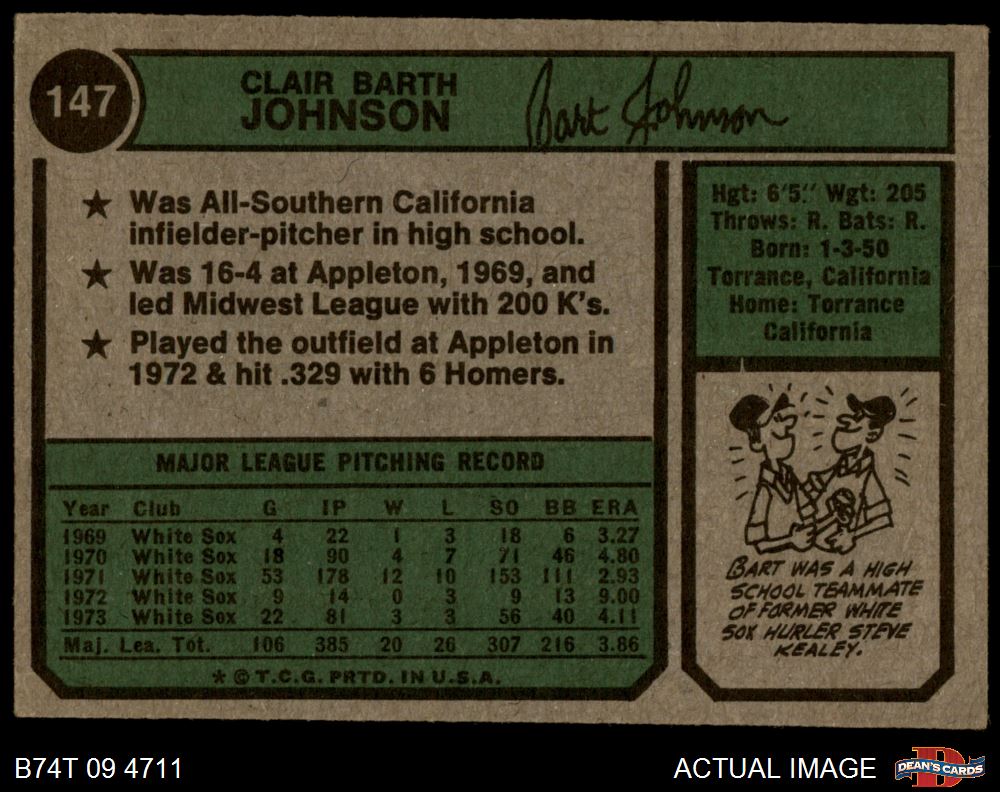 147
CLAIR BARTH
JOHNSON
Bart Johnson
★ Was All-Southern California
infielder-pitcher in high school.
★ Was 16-4 at Appleton, 1969, and
led Midwest League with 200 K's.
★ Played the outfield at Appleton in
1972 & hit .329 with 6 Homers.
Hgt: 6'5" Wgt: 205
Throws: R. Bats: R.
Born: 1-3-50
Torrance, California
Home: Torrance
California
MAJOR LEAGUE PITCHING RECORD
Year Club G IP W L SO BB ERA
1969 White Sox 4 22 1 3 18 6 3.27
1970 White Sox 18 90 4 7 71 46 4.80
1971 White Sox 53 178 12 10 153 111 2.93
1972 White Sox 9 14 0 3 9 13 9.00
1973 White Sox 22 81 3 3 56 40 4.11
Maj. Lea. Tot. 106 385 20 26 307 216 3.86
* © T.C.G. PRTD. IN U.S.A.
BART WAS A HIGH
SCHOOL TEAMMATE
OF FORMER WHITE
SOX HURLER STEVE
KEALEY.
B74T 09 4711
ACTUAL IMAGE
DEAN'S CARDS